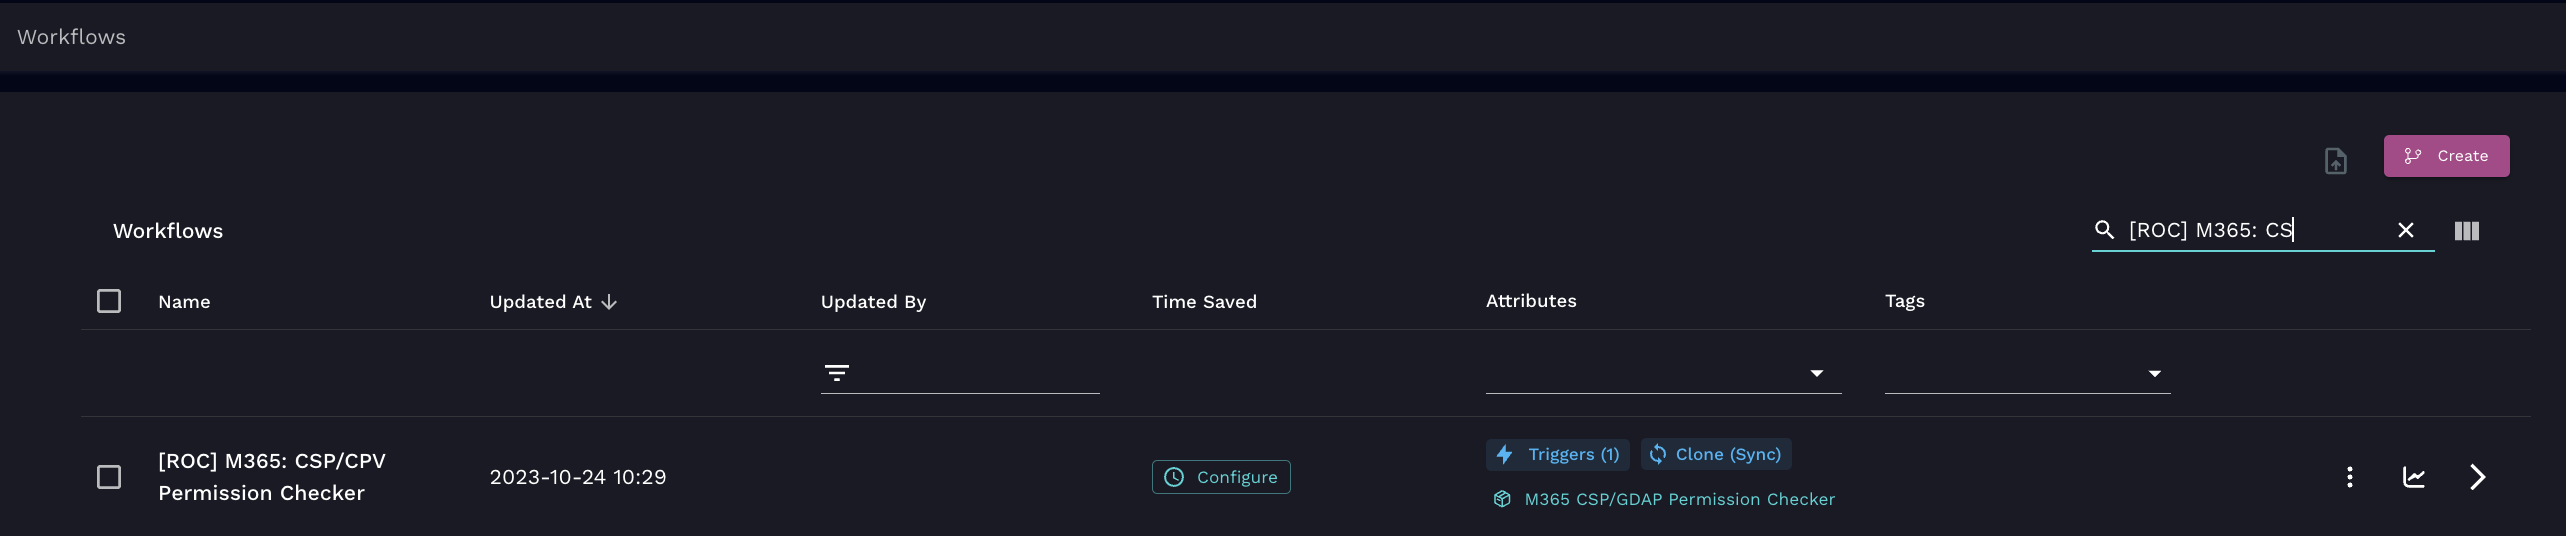 Workflows
Create
Workflows
[ROC] M365: CS
Name
Updated At
Updated By
Time Saved
Attributes
Tags
[ROC] M365: CSP/CPV
Permission Checker
2023-10-24 10:29
Configure
Triggers (1)
Clone (Sync)
M365 CSP/GDAP Permission Checker